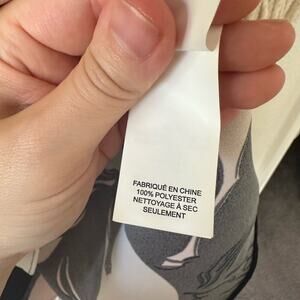 FABRIQUÉ EN CHINE
100% POLYESTER
NETTOYAGE À SEC
SEULEMENT